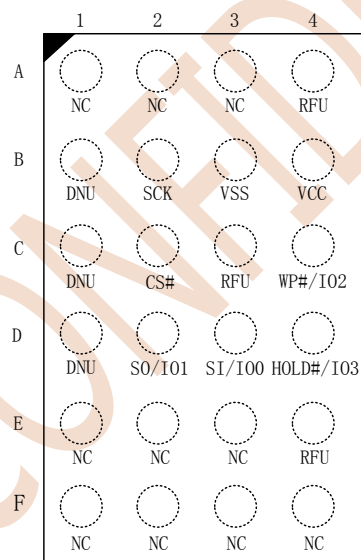 1 2 3 4
A
NC NC NC RFU
B
DNU SCK VSS VCC
C
DNU CS# RFU WP#/IO2
D
DNU SO/IO1 SI/IO0 HOLD#/IO3
E
NC NC NC RFU
F
NC NC NC NC